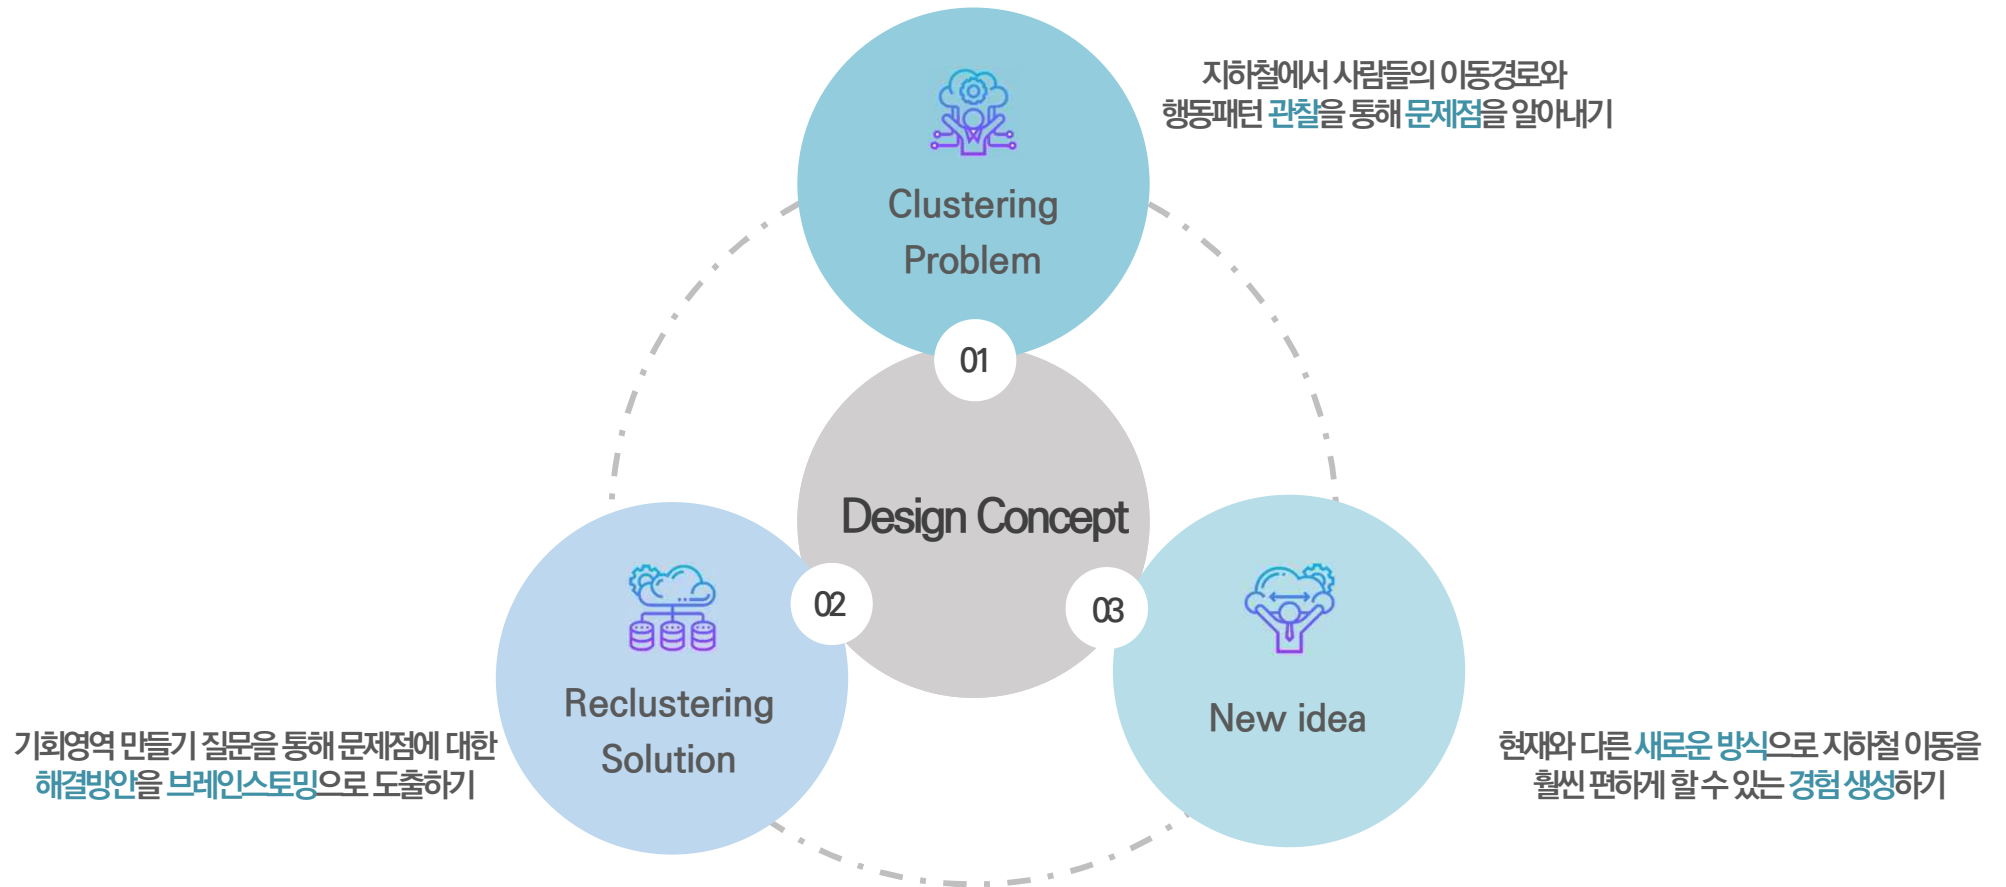 지하철에서 사람들의 이동경로와
행동패턴 관찰을 통해 문제점을 알아내기
Clustering
Problem
01
Design Concept
02
03
Reclustering
Solution
New idea
기회영역 만들기 질문을 통해 문제점에 대한
해결방안을 브레인스토밍으로 도출하기
현재와 다른 새로운 방식으로 지하철 이동을
훨씬 편하게 할 수 있는 경험 생성하기